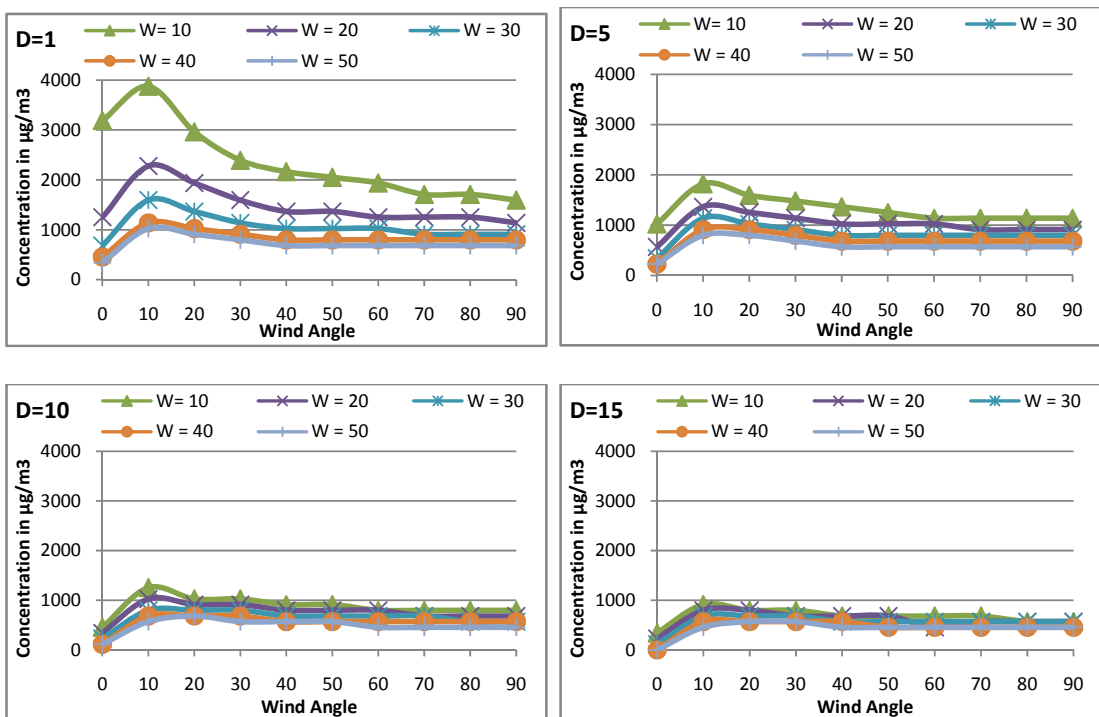 D=1
W= 10 W = 20 W = 30
W = 40 W = 50
Concentration in µg/m3
4000
3000
2000
1000
0
0 10 20 30 40 50 60 70 80 90
Wind Angle
D=5
W= 10 W = 20 W = 30
W = 40 W = 50
Concentration in µg/m3
4000
3000
2000
1000
0
0 10 20 30 40 50 60 70 80 90
Wind Angle
D=10
W= 10 W = 20 W = 30
W = 40 W = 50
Concentration in µg/m3
4000
3000
2000
1000
0
0 10 20 30 40 50 60 70 80 90
Wind Angle
D=15
W= 10 W = 20 W = 30
W = 40 W = 50
Concentration in µg/m3
4000
3000
2000
1000
0
0 10 20 30 40 50 60 70 80 90
Wind Angle